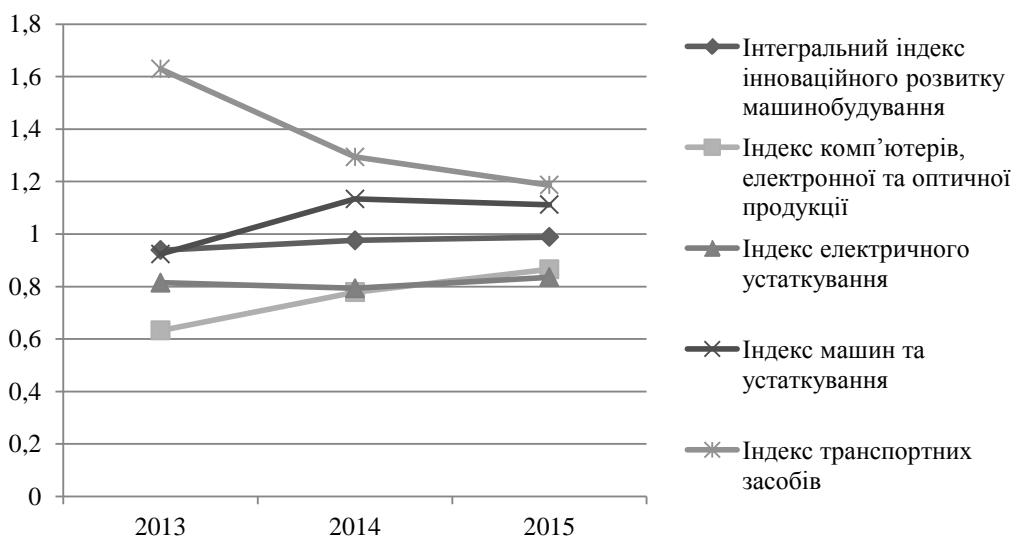 1,8
1,6
1,4
1,2
1
0,8
0,6
0,4
0,2
0
2013
2014
2015
Інтегральний індекс
інноваційного розвитку
машинобудування
Індекс комп’ютерів,
електронної та оптичної
продукції
Індекс електричного
устаткування
Індекс машин та
устаткування
Індекс транспортних
засобів